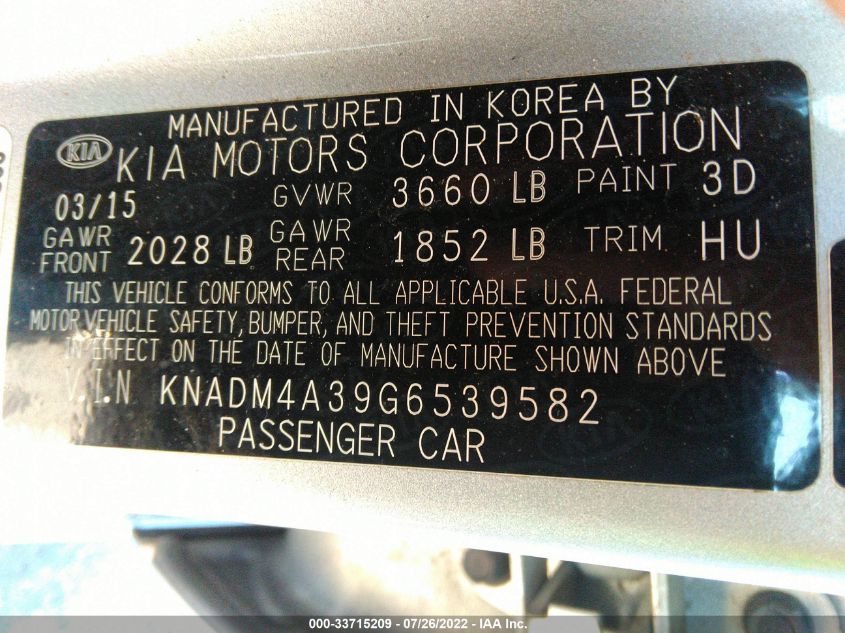 MANUFACTURED IN KOREA BY
KIA KIA MOTORS CORPORATION
03/15 GVWR 3660 LB PAINT 3D
GAWR FRONT 2028 LB GAWR REAR 1852 LB TRIM HU
THIS VEHICLE CONFORMS TO ALL APPLICABLE U.S.A. FEDERAL
MOTOR VEHICLE SAFETY, BUMPER, AND THEFT PREVENTION STANDARDS
IN EFFECT ON THE DATE OF MANUFACTURE SHOWN ABOVE
V.I.N KNADM4A39G6539582
PASSENGER CAR
000-33715209 - 07/26/2022 - IAA Inc.